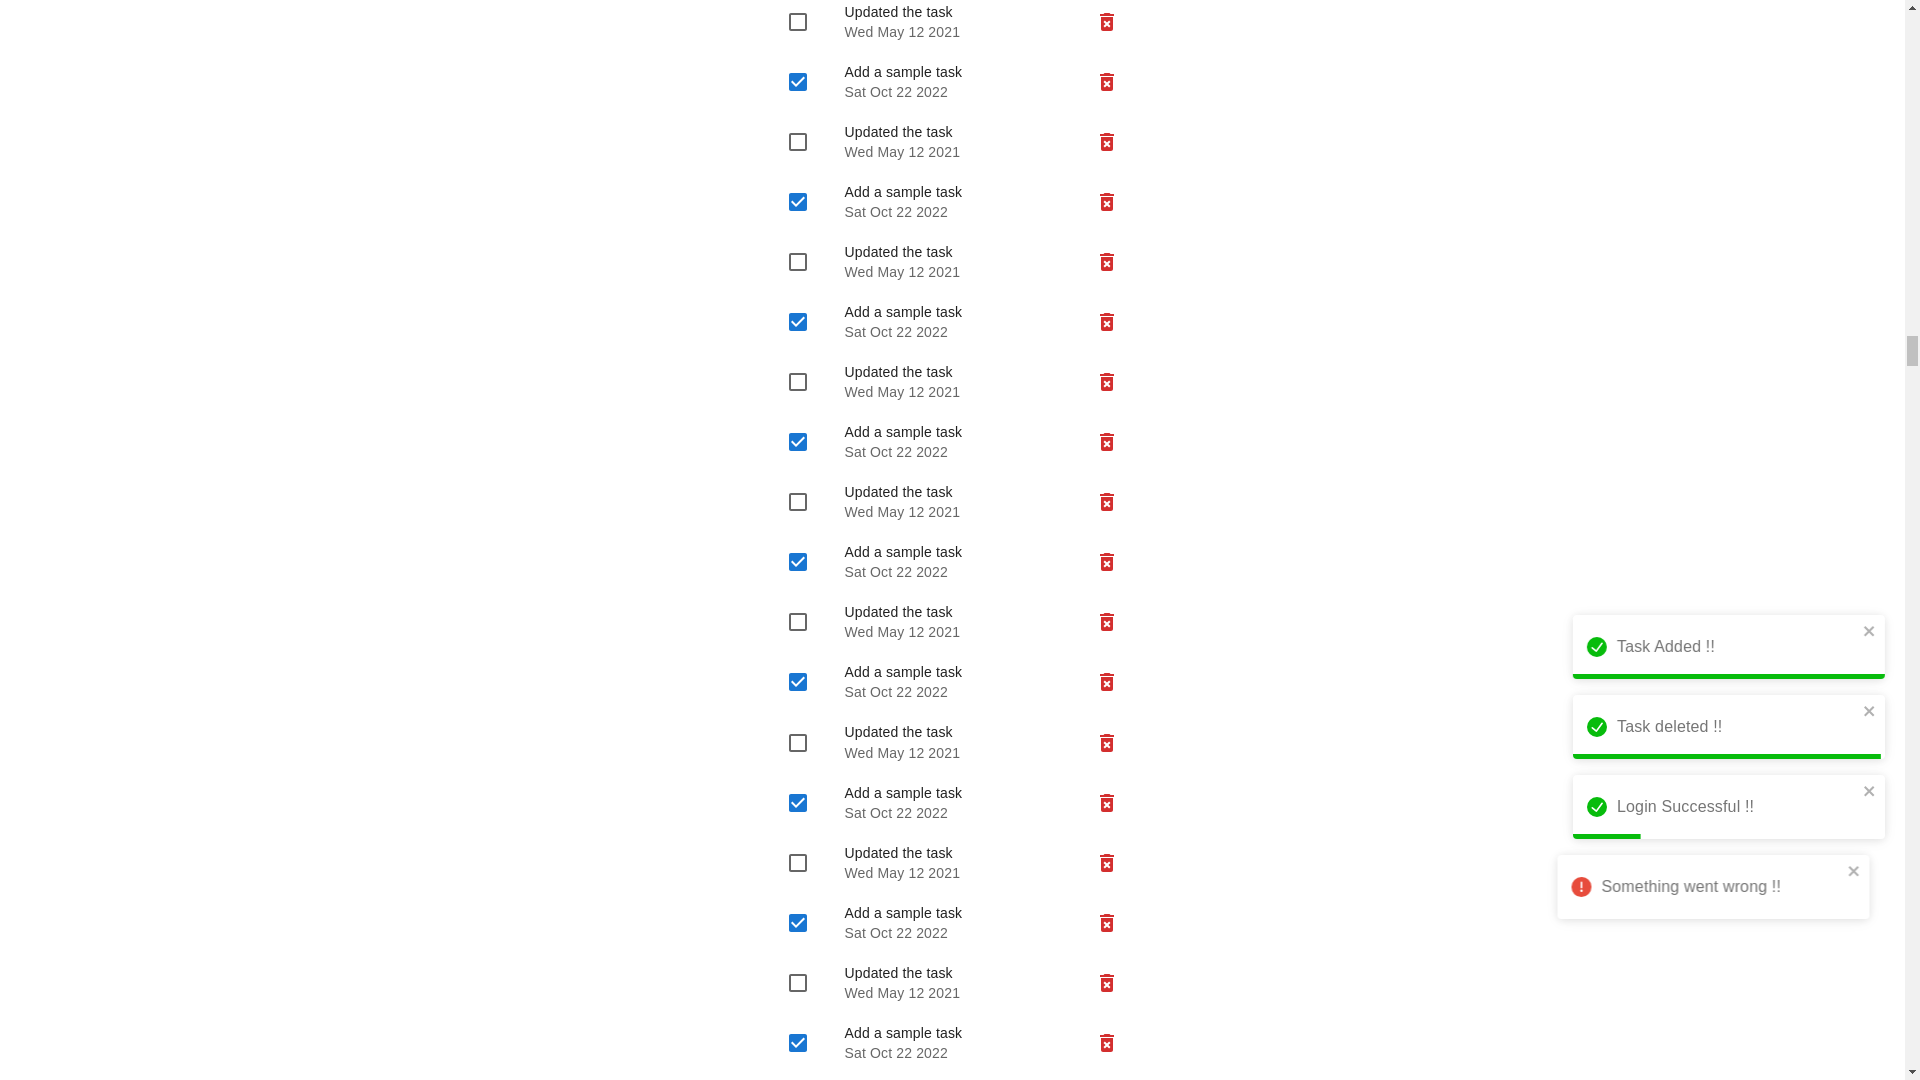 Updated the task
Wed May 12 2021
Add a sample task
Sat Oct 22 2022
Updated the task
Wed May 12 2021
Add a sample task
Sat Oct 22 2022
Updated the task
Wed May 12 2021
Add a sample task
Sat Oct 22 2022
Updated the task
Wed May 12 2021
Add a sample task
Sat Oct 22 2022
Updated the task
Wed May 12 2021
Add a sample task
Sat Oct 22 2022
Updated the task
Wed May 12 2021
Add a sample task
Sat Oct 22 2022
Updated the task
Wed May 12 2021
Add a sample task
Sat Oct 22 2022
Updated the task
Wed May 12 2021
Add a sample task
Sat Oct 22 2022
Updated the task
Wed May 12 2021
Add a sample task
Sat Oct 22 2022
Task Added !!
Task deleted !!
Login Successful !!
Something went wrong !!